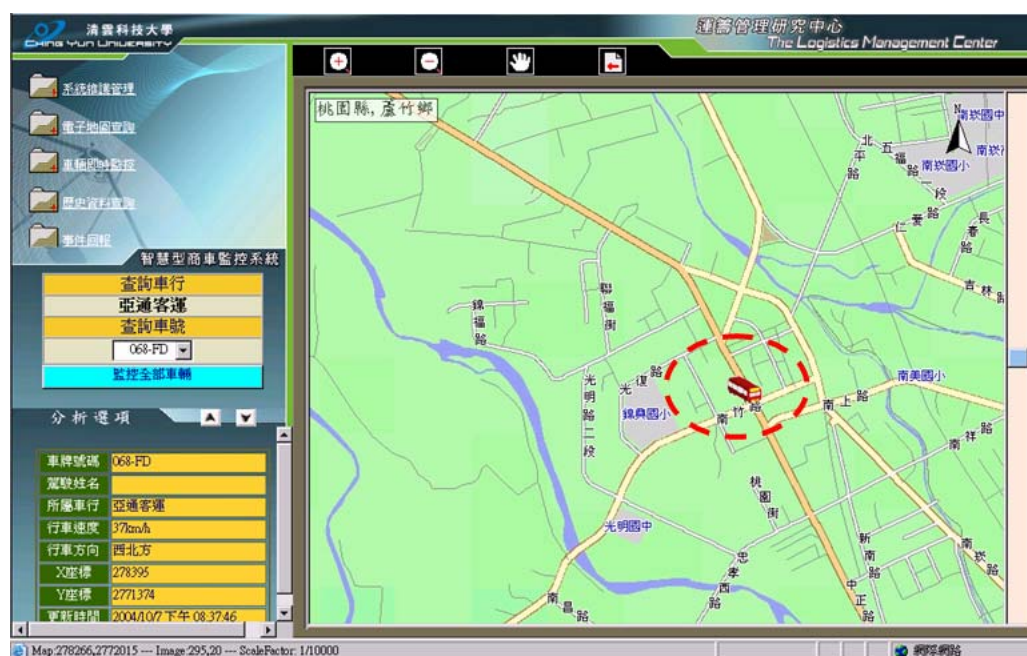 清雲科技大學
CHING YUN UNIVERSITY
運籌管理研究中心
The Logistics Management Center
系統維護管理
電子地圖查詢
車輛即時監控
歷史資料查詢
事件回報
智慧型商車監控系統
查詢車行
亞通客運
查詢車號
068-FD
監控全部車輛
分析選項
車牌號碼 068-FD
駕駛姓名
所屬車行 亞通客運
行車速度 37km/h
行車方向 西北方
X座標 278395
Y座標 2771374
更新時間 2004/10/7 下午 08:37:46
桃園縣, 蘆竹鄉
N
南崁國中
南崁國小
北平路
五福一路
一段
仁愛路
長春路
吉林路
錦福路
聯福街
光明路二段
光復路
錦興國小
南竹路
南上路
南美國小
南祥路
桃園街
光明國中
忠孝西路
新南路
中正路
南崁路
南昌路
Map:278266,2772015 --- Image:295,20 --- ScaleFactor: 1/10000
網際網路